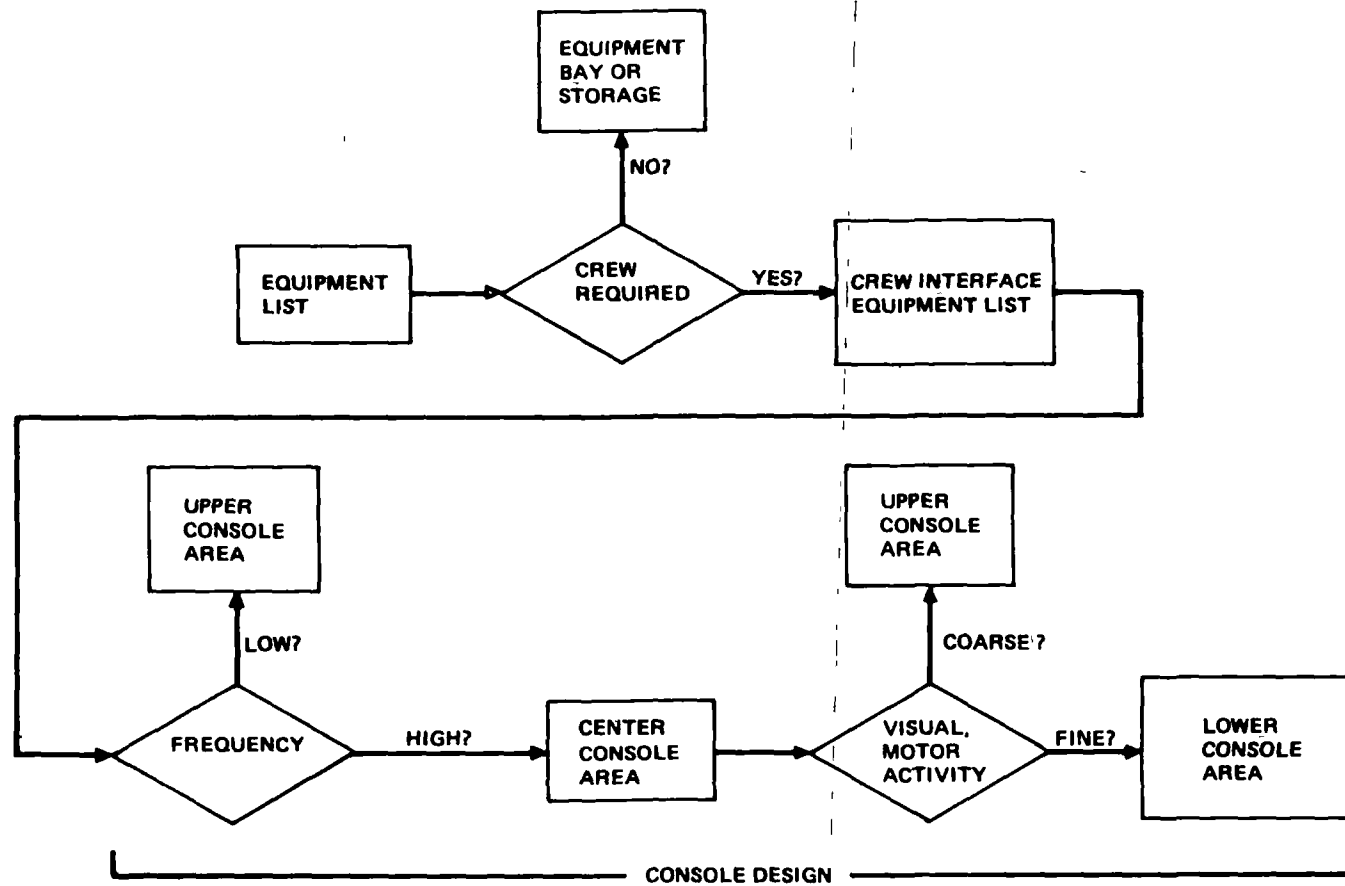 EQUIPMENT
BAY OR
STORAGE
NO?
EQUIPMENT
LIST
CREW
REQUIRED
YES?
CREW INTERFACE
EQUIPMENT LIST
UPPER
CONSOLE
AREA
LOW?
FREQUENCY
HIGH?
CENTER
CONSOLE
AREA
UPPER
CONSOLE
AREA
COARSE?
VISUAL,
MOTOR
ACTIVITY
FINE?
LOWER
CONSOLE
AREA
CONSOLE DESIGN